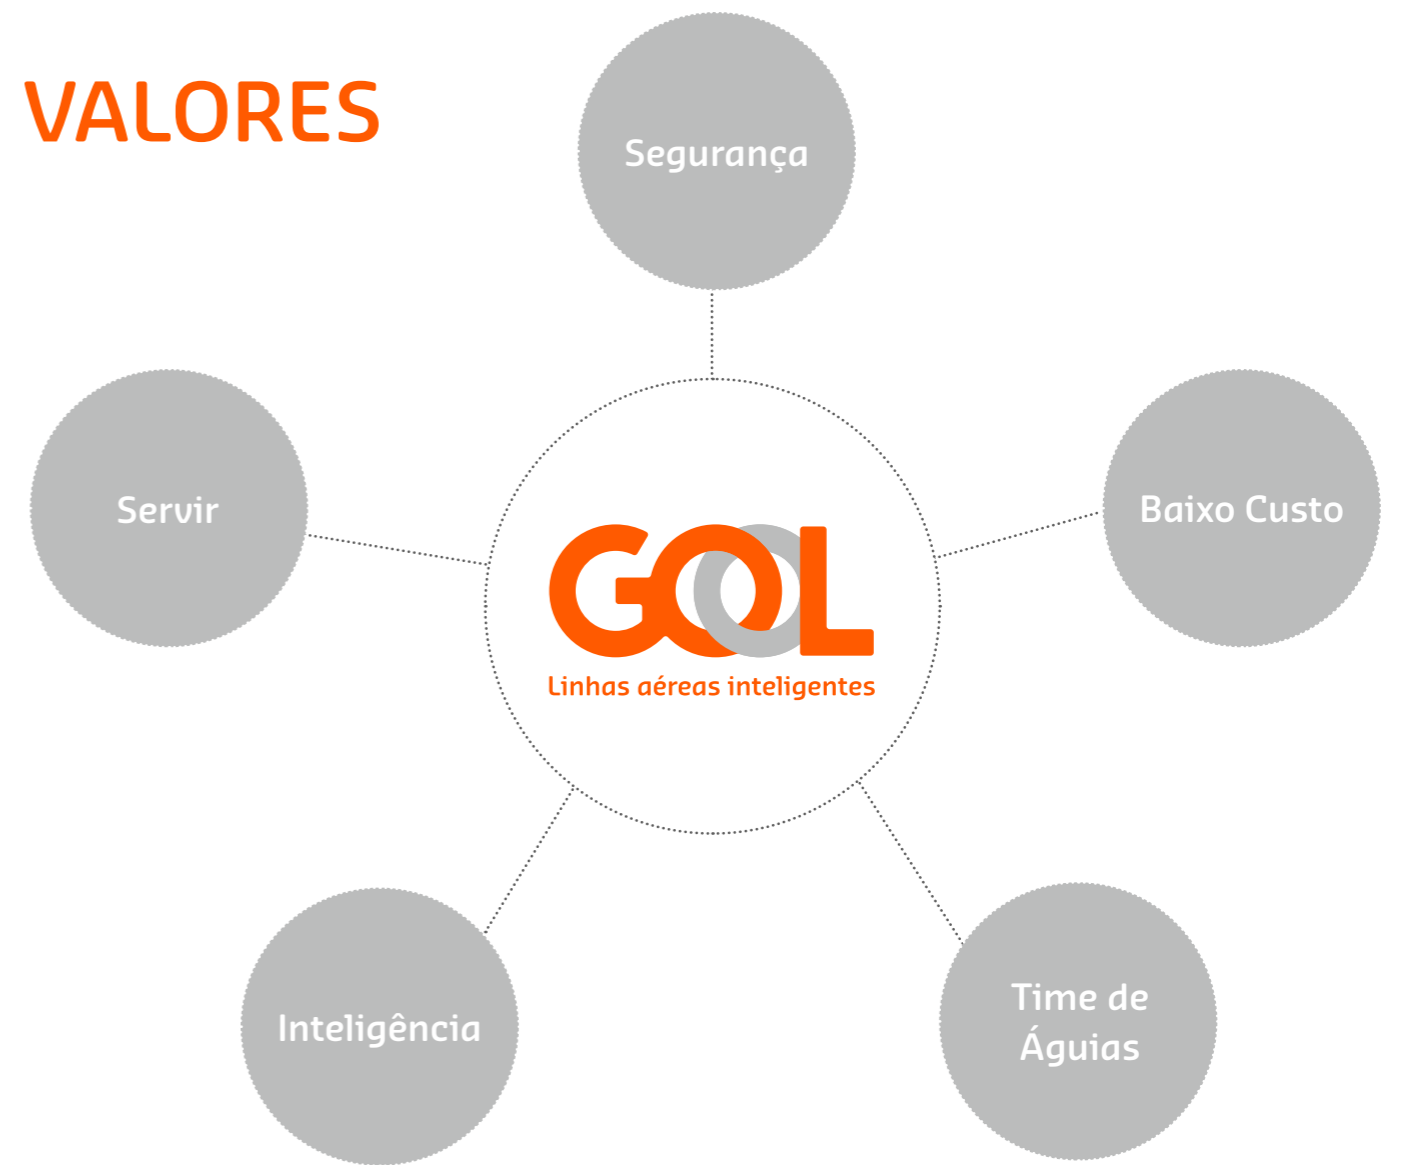 VALORES
Segurança
Servir
Baixo Custo
GOL
Linhas aéreas inteligentes
Inteligência
Time de
Águias